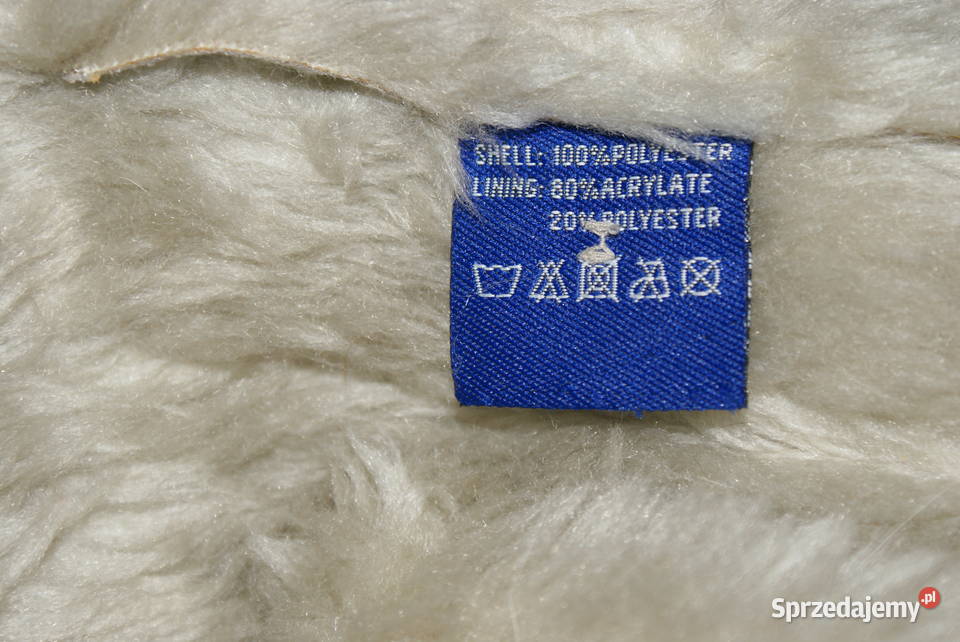 SHELL: 100% POLYESTER
LINING: 80% ACRYLATE
20% POLYESTER
Sprzedajemy.pl